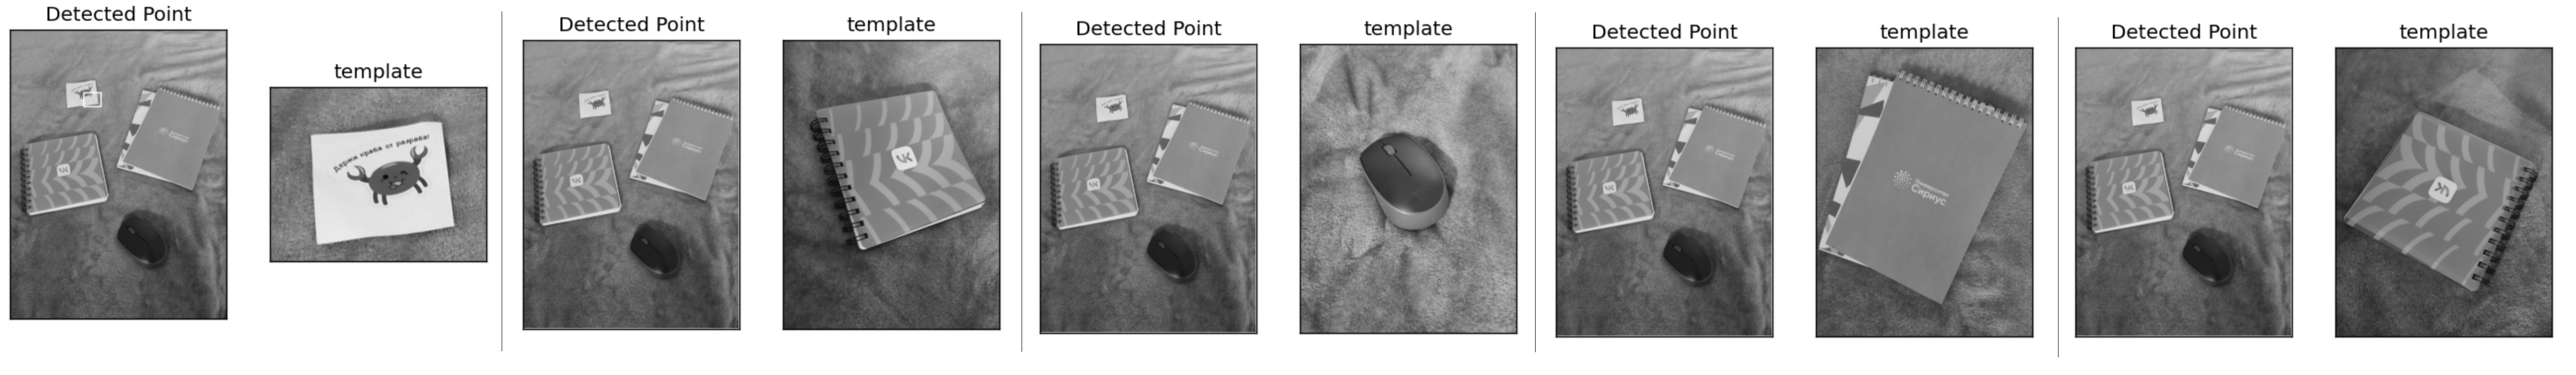 Detected Point
template
Держи краба от разраба!
Detected Point
template
Detected Point
template
Detected Point
template
Университет
Сириус
Detected Point
template